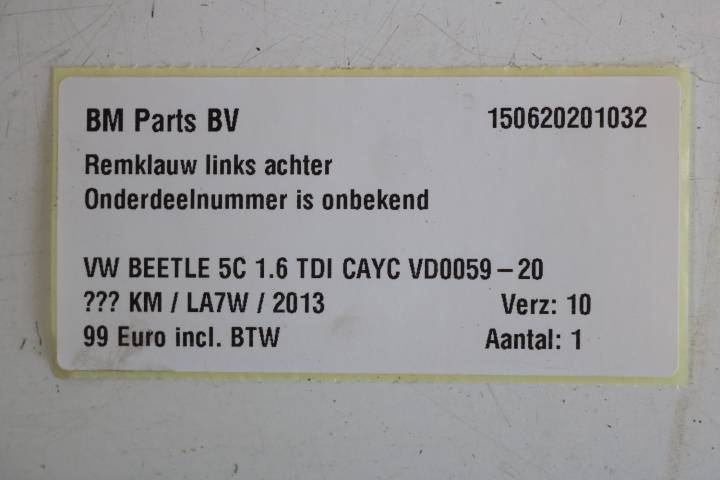 BM Parts BV 150620201032
Remklauw links achter
Onderdeelnummer is onbekend
VW BEETLE 5C 1.6 TDI CAYC VD0059 – 20
??? KM / LA7W / 2013 Verz: 10
99 Euro incl. BTW Aantal: 1